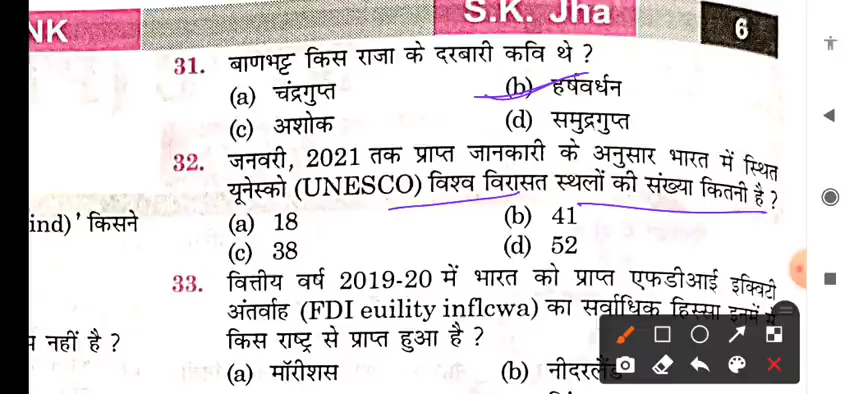 NK
S.K. Jha
6
31. बाणभट्ट किस राजा के दरबारी कवि थे ?
(a) चंद्रगुप्त (b) हर्षवर्धन
(c) अशोक (d) समुद्रगुप्त
32. जनवरी, 2021 तक प्राप्त जानकारी के अनुसार भारत में स्थित
यूनेस्को (UNESCO) विश्व विरासत स्थलों की संख्या कितनी है ?
ind)' किसने
(a) 18 (b) 41
(c) 38 (d) 52
33. वित्तीय वर्ष 2019-20 में भारत को प्राप्त एफडीआई इक्विटी
अंतर्वाह (FDI euility inflcwa) का सर्वाधिक हिस्सा इनमें
नहीं है ?
किस राष्ट्र से प्राप्त हुआ है ?
(a) मॉरीशस (b) नीदरलैंड